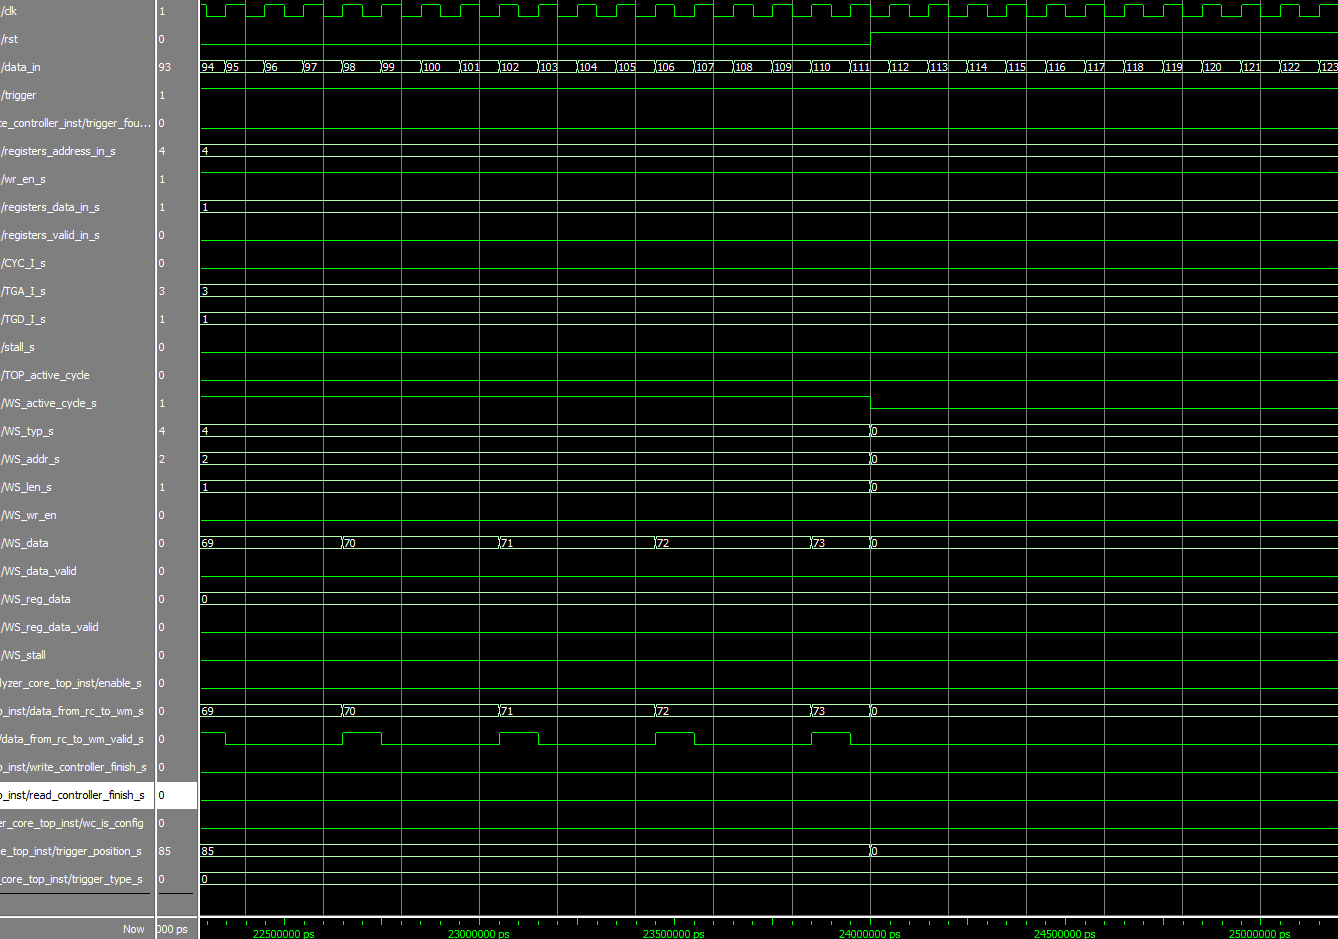 /clk 1
/rst 0
/data_in 93 94 95 96 97 98 99 100 101 102 103 104 105 106 107 108 109 110 111 112 113 114 115 116 117 118 119 120 121 122 123
/trigger 1
te_controller_inst/trigger_fou... 0
/registers_address_in_s 4 4
/wr_en_s 1
/registers_data_in_s 1 1
/registers_valid_in_s 0
/CYC_I_s 0
/TGA_I_s 3 3
/TGD_I_s 1 1
/stall_s 0
/TOP_active_cycle 0
/WS_active_cycle_s 1
/WS_typ_s 4 4 0
/WS_addr_s 2 2 0
/WS_len_s 1 1 0
/WS_wr_en 0
/WS_data 0 69 70 71 72 73 0
/WS_data_valid 0
/WS_reg_data 0 0
/WS_reg_data_valid 0
/WS_stall 0
lyzer_core_top_inst/enable_s 0
p_inst/data_from_rc_to_wm_s 0 69 70 71 72 73 0
/data_from_rc_to_wm_valid_s 0
p_inst/write_controller_finish_s 0
p_inst/read_controller_finish_s 0
er_core_top_inst/wc_is_config 0
re_top_inst/trigger_position_s 85 85 0
_core_top_inst/trigger_type_s 0 0
Now 000 ps 22500000 ps 23000000 ps 23500000 ps 24000000 ps 24500000 ps 25000000 ps